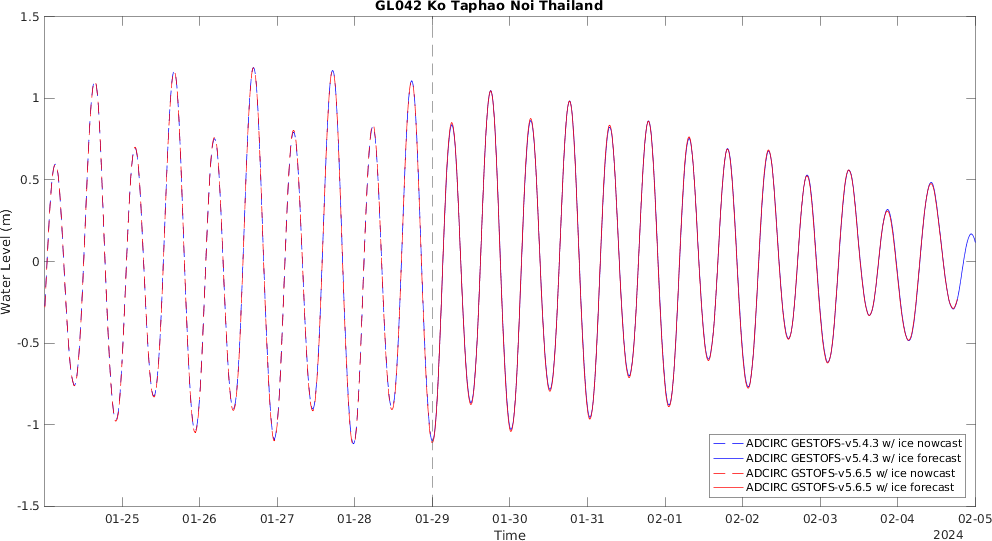 GL042 Ko Taphao Noi Thailand
1.5
1
0.5
0
-0.5
-1
-1.5
Water Level (m)
01-25 01-26 01-27 01-28 01-29 01-30 01-31 02-01 02-02 02-03 02-04 02-05
2024
Time
ADCIRC GESTOFS-v5.4.3 w/ ice nowcast
ADCIRC GESTOFS-v5.4.3 w/ ice forecast
ADCIRC GSTOFS-v5.6.5 w/ ice nowcast
ADCIRC GSTOFS-v5.6.5 w/ ice forecast